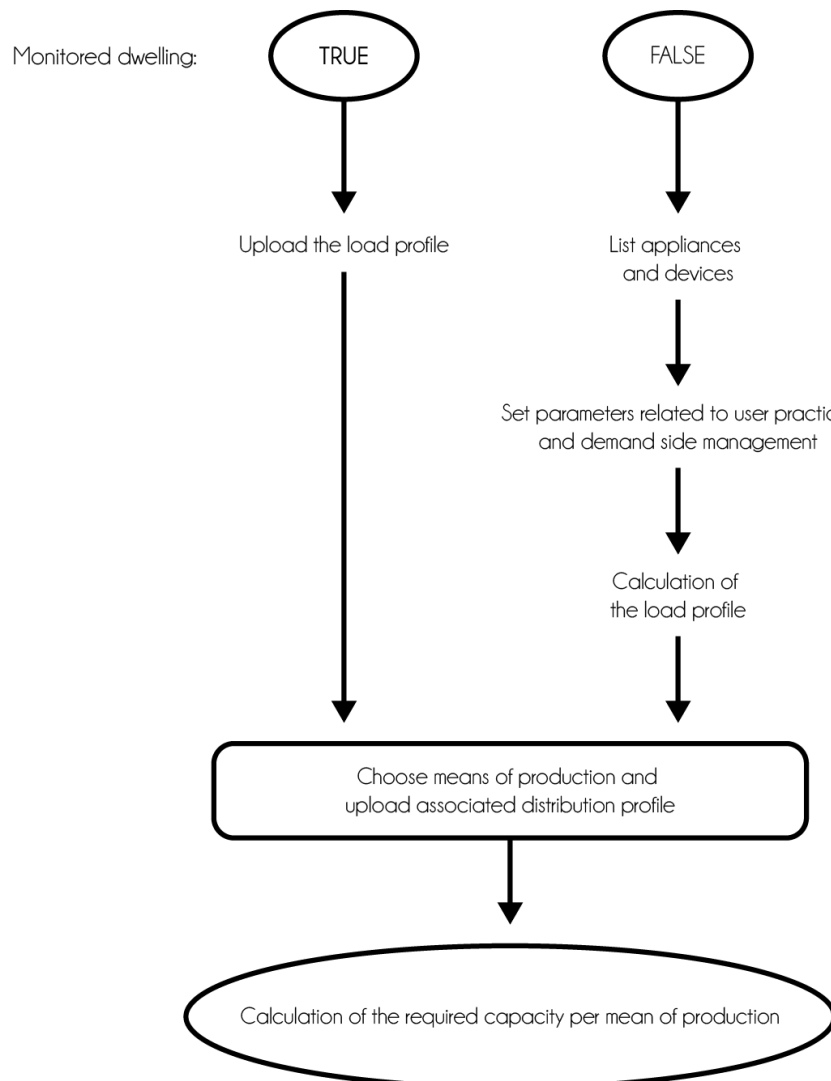 Monitored dwelling:
TRUE
FALSE
Upload the load profile
List appliances
and devices
Set parameters related to user
and demand side management
Calculation of
the load profile
Choose means of production and
upload associated distribution profile
Calculation of the required capacity per mean of production